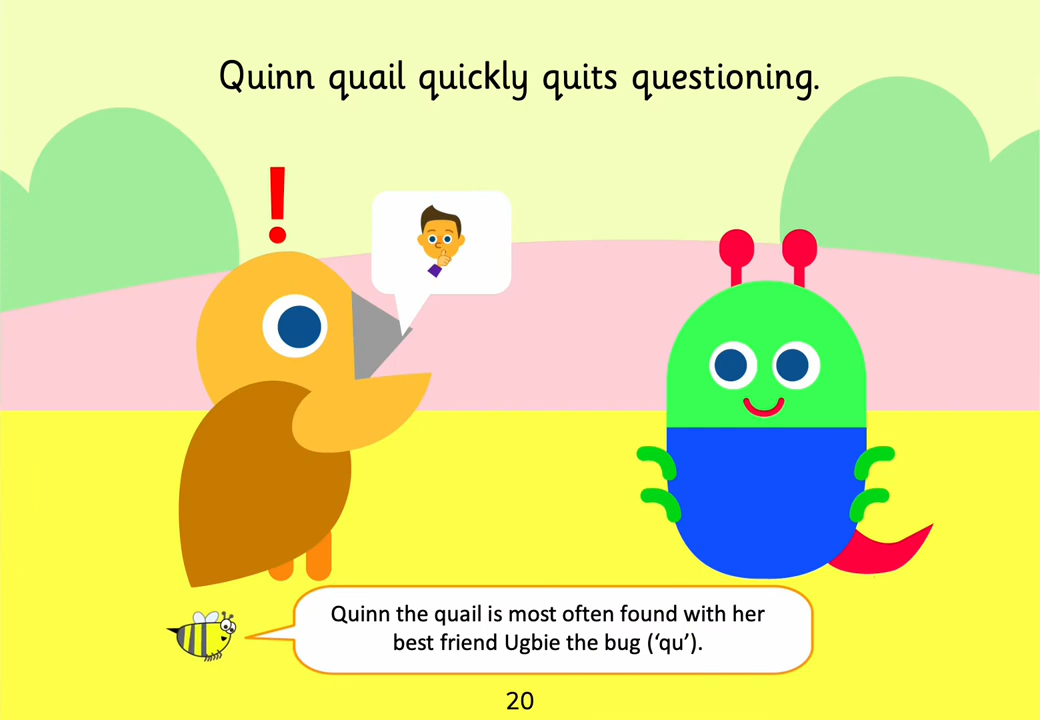 Quinn quail quickly quits questioning.
!
Quinn the quail is most often found with her
best friend Ugbie the bug (‘qu’).
20